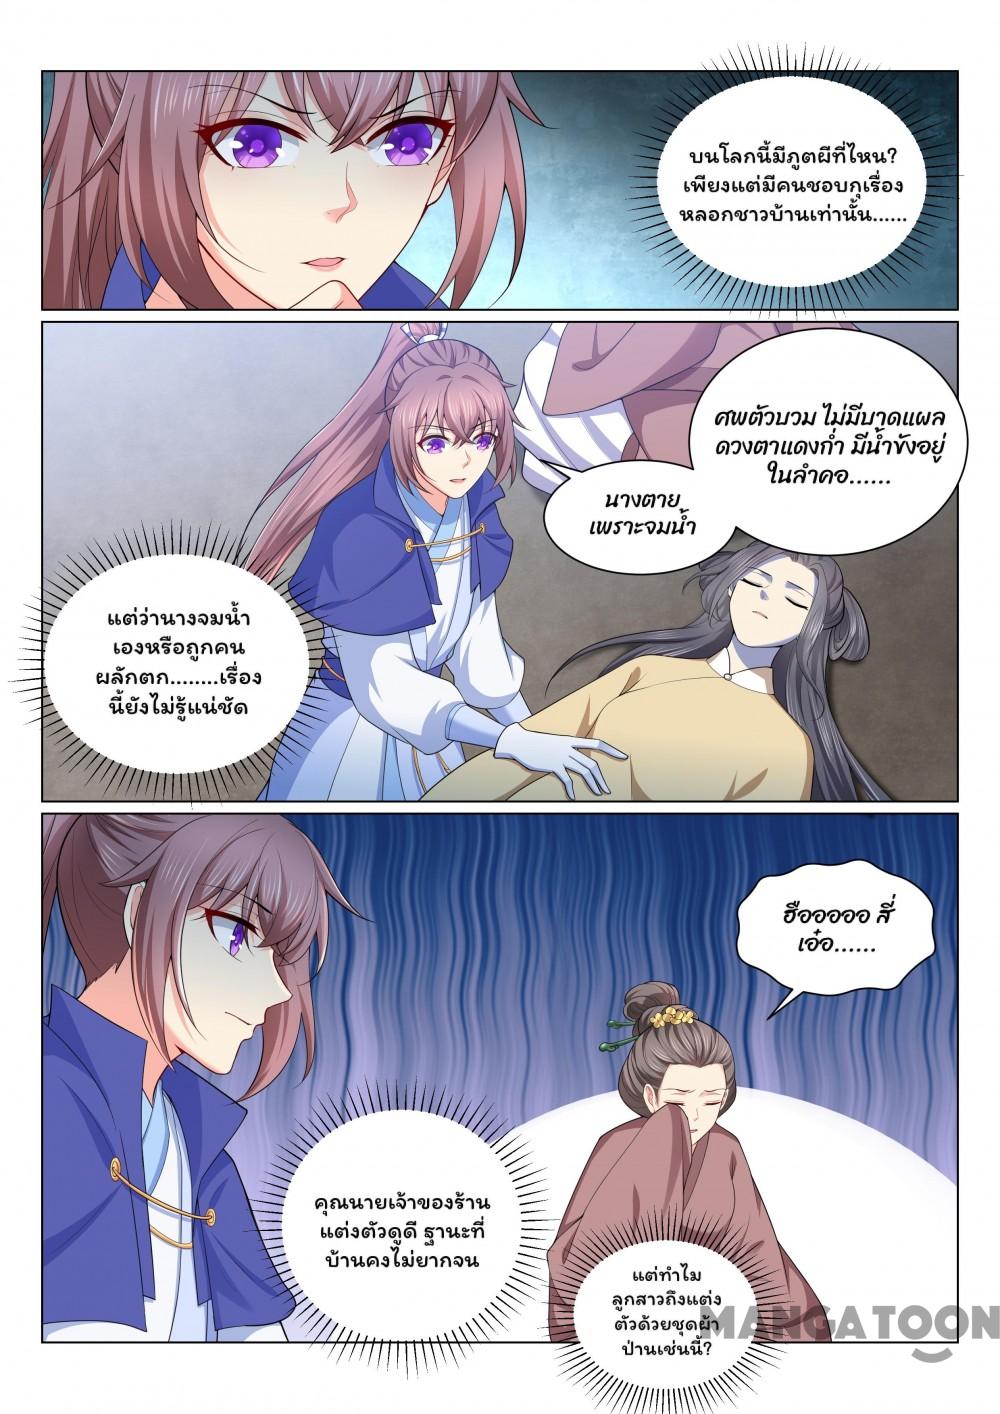 บนโลกนี้มีภูตผีที่ไหน?
เพียงแต่มีคนชอบกุเรื่อง
หลอกชาวบ้านเท่านั้น......
ศพตัวบวม ไม่มีบาดแผล
ดวงตาแดงก่ำ มีน้ำขังอยู่
ในลำคอ......
นางตาย
เพราะจมน้ำ
แต่ว่านางจมน้ำ
เองหรือถูกคน
ผลักตก........เรื่อง
นี้ยังไม่รู้แน่ชัด
ฮือออออ สี่
เอ๋อ......
คุณนายเจ้าของร้าน
แต่งตัวดูดี ฐานะที่
บ้านคงไม่ยากจน
แต่ทำไม
ลูกสาวถึงแต่ง
ตัวด้วยชุดผ้า
ป่านเช่นนี้?
MANGATOON